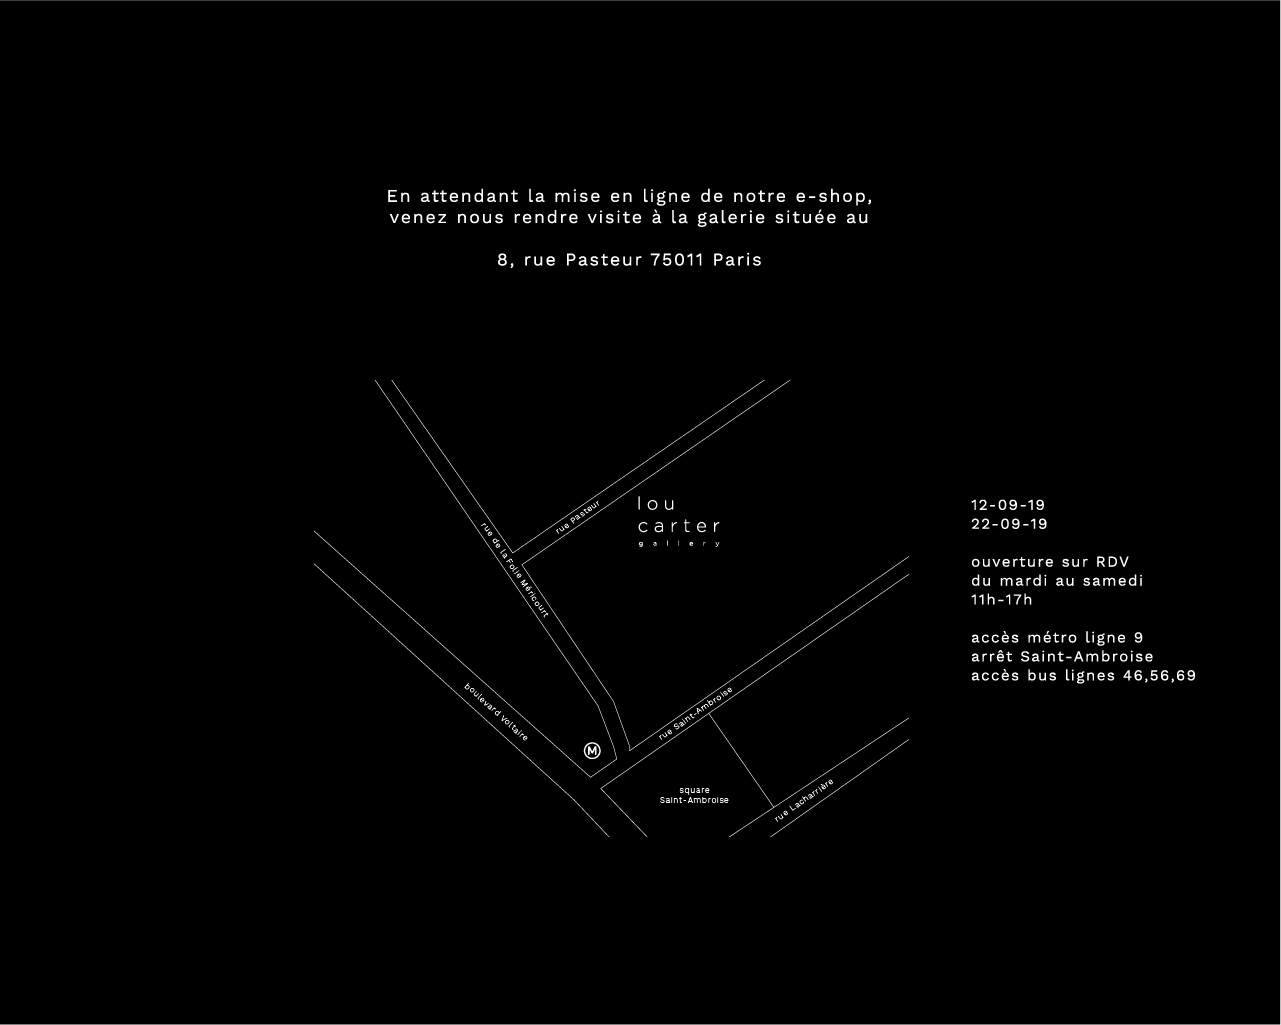 En attendant la mise en ligne de notre e-shop,
venez nous rendre visite à la galerie située au
8, rue Pasteur 75011 Paris
rue Pasteur
lou
carter
gallery
rue de la Folie Méricourt
12-09-19
22-09-19
ouverture sur RDV
du mardi au samedi
11h-17h
accès métro ligne 9
arrêt Saint-Ambroise
accès bus lignes 46,56,69
boulevard Voltaire
rue Saint-Ambroise
M
square
Saint-Ambroise
rue Lacharrière